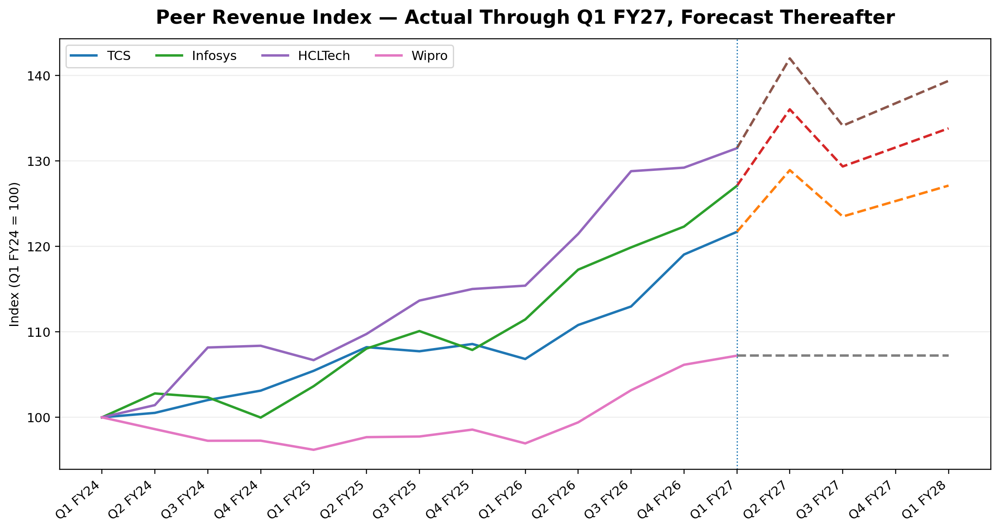 Peer Revenue Index — Actual Through Q1 FY27, Forecast Thereafter
TCS Infosys HCLTech Wipro
Index (Q1 FY24 = 100)
140
130
120
110
100
Q1 FY24
Q2 FY24
Q3 FY24
Q4 FY24
Q1 FY25
Q2 FY25
Q3 FY25
Q4 FY25
Q1 FY26
Q2 FY26
Q3 FY26
Q4 FY26
Q1 FY27
Q2 FY27
Q3 FY27
Q4 FY27
Q1 FY28